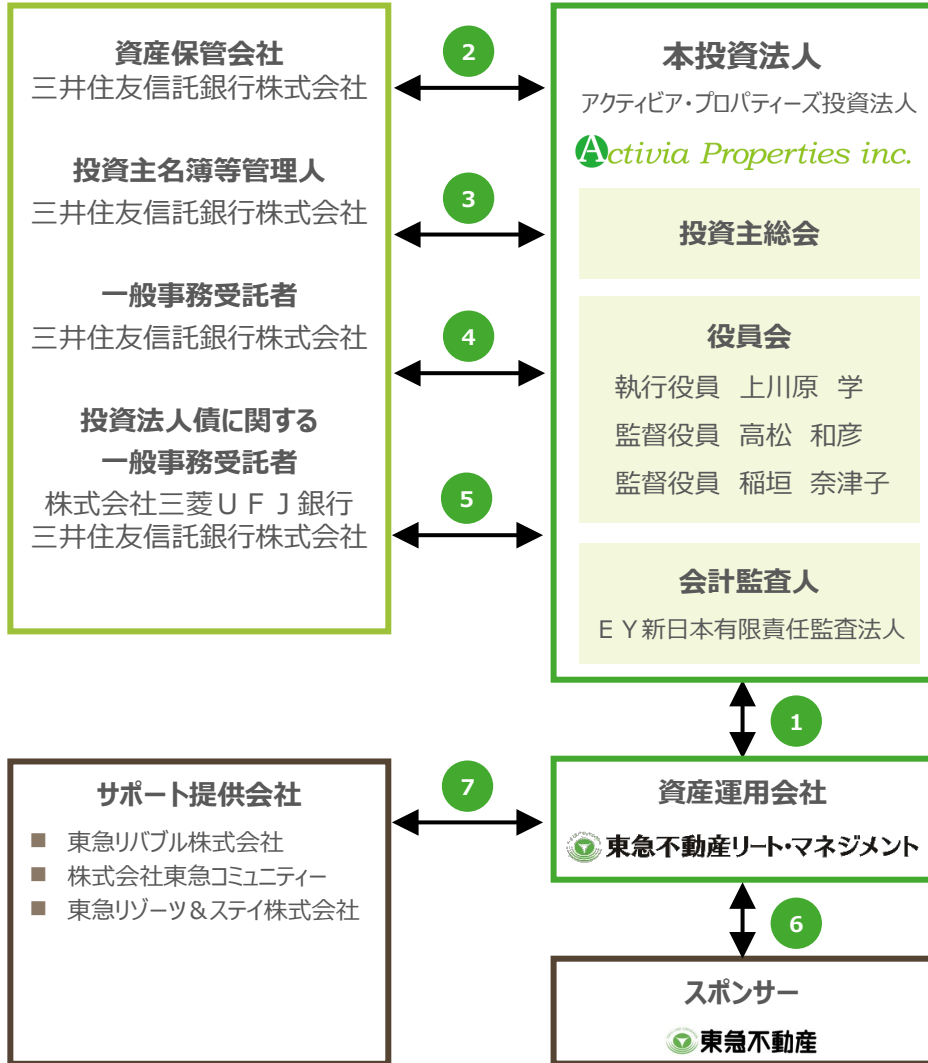 資産保管会社
三井住友信託銀行株式会社
2
投資主名簿等管理人
三井住友信託銀行株式会社
3
一般事務受託者
三井住友信託銀行株式会社
4
投資法人債に関する
一般事務受託者
株式会社三菱ＵＦＪ銀行
三井住友信託銀行株式会社
5
本投資法人
アクティビア・プロパティーズ投資法人
Activia Properties inc.
投資主総会
役員会
執行役員 上川原 学
監督役員 高松 和彦
監督役員 稲垣 奈津子
会計監査人
ＥＹ新日本有限責任監査法人
1
サポート提供会社
■ 東急リバブル株式会社
■ 株式会社東急コミュニティー
■ 東急リゾーツ＆ステイ株式会社
7
資産運用会社
東急不動産リート・マネジメント
6
スポンサー
東急不動産